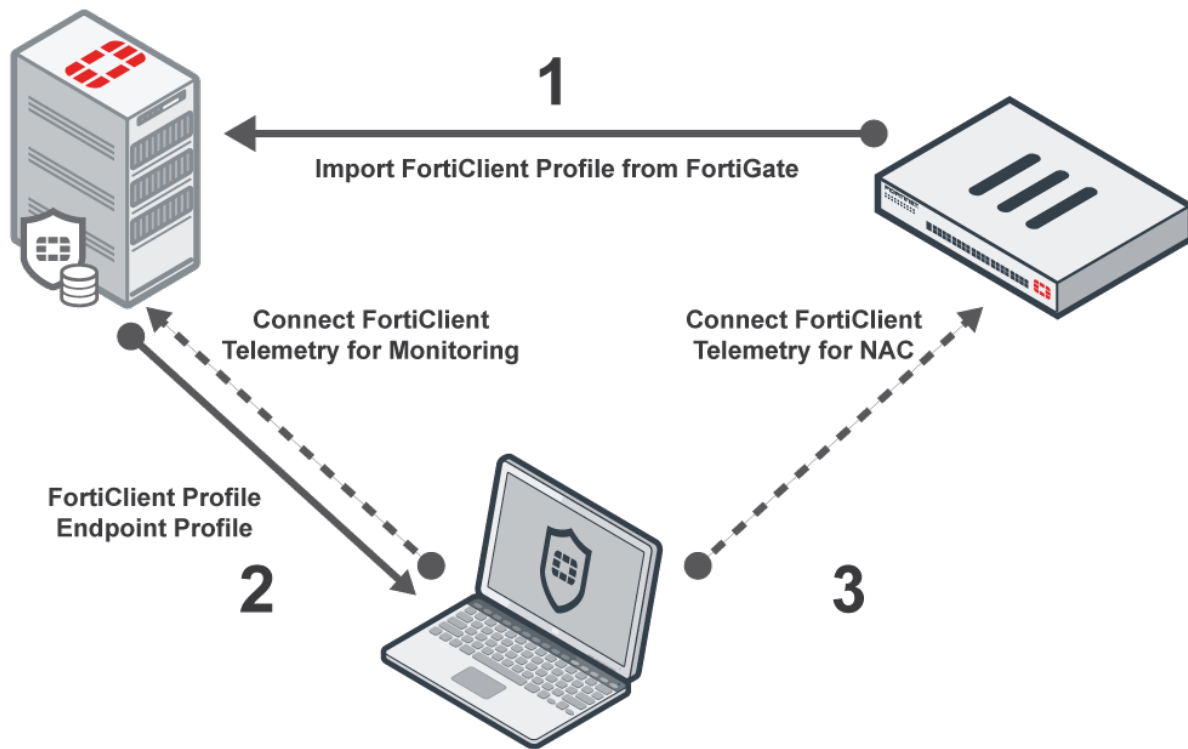 1
Import FortiClient Profile from FortiGate
Connect FortiClient
Telemetry for Monitoring
Connect FortiClient
Telemetry for NAC
FortiClient Profile
Endpoint Profile
2
3